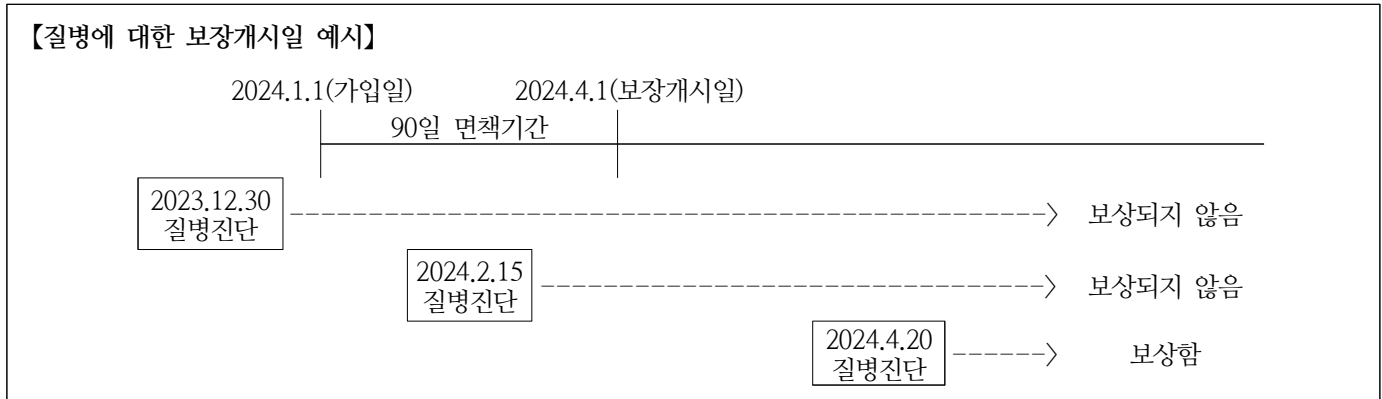 【질병에 대한 보장개시일 예시】
2024.1.1(가입일) 2024.4.1(보장개시일)
90일 면책기간
2023.12.30
질병진단
보상되지 않음
2024.2.15
질병진단
보상되지 않음
2024.4.20
질병진단
보상함